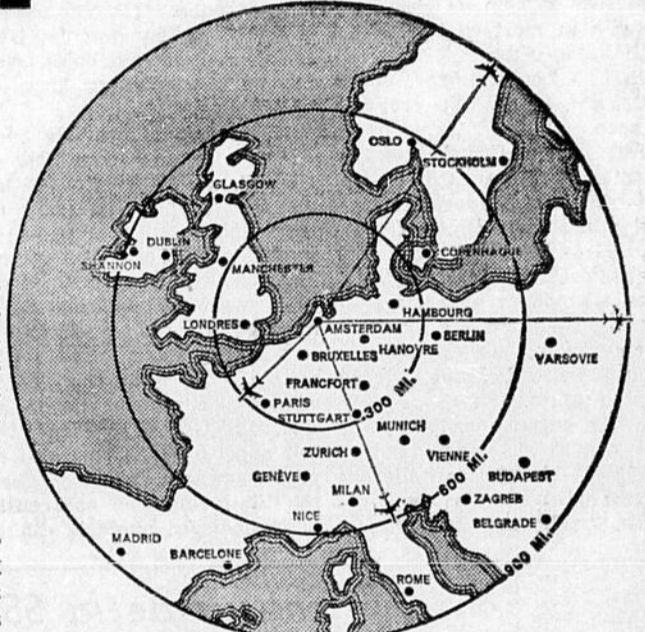 OSLO
STOCKHOLM
GLASGOW
DUBLIN
SHANNON
MANCHESTER
COPENHAGUE
HAMBOURG
LONDRES
AMSTERDAM
BERLIN
HANOVRE
BRUXELLES
VARSOVIE
FRANCFORT
PARIS
300 MI.
STUTTGART
MUNICH
VIENNE
ZURICH
600 MI.
BUDAPEST
GENÈVE
MILAN
ZAGREB
NICE
BELGRADE
MADRID
BARCELONE
900 MI.
ROME